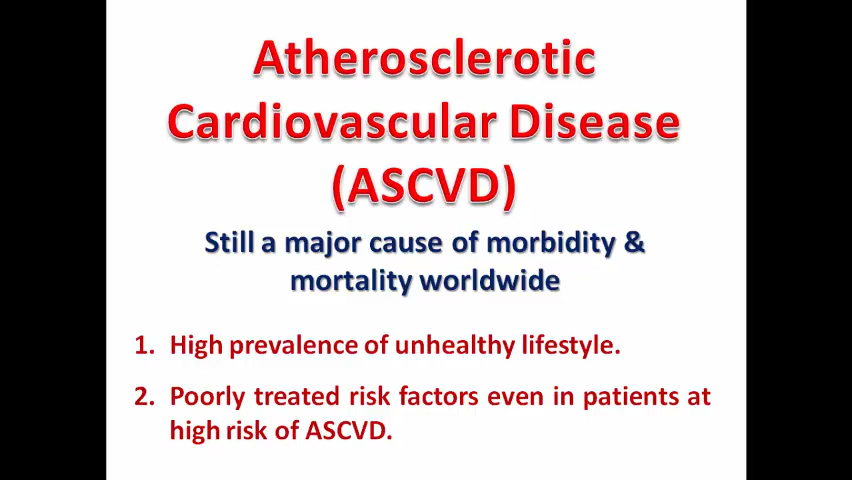 Atherosclerotic
Cardiovascular Disease
(ASCVD)
Still a major cause of morbidity &
mortality worldwide
1. High prevalence of unhealthy lifestyle.
2. Poorly treated risk factors even in patients at
high risk of ASCVD.